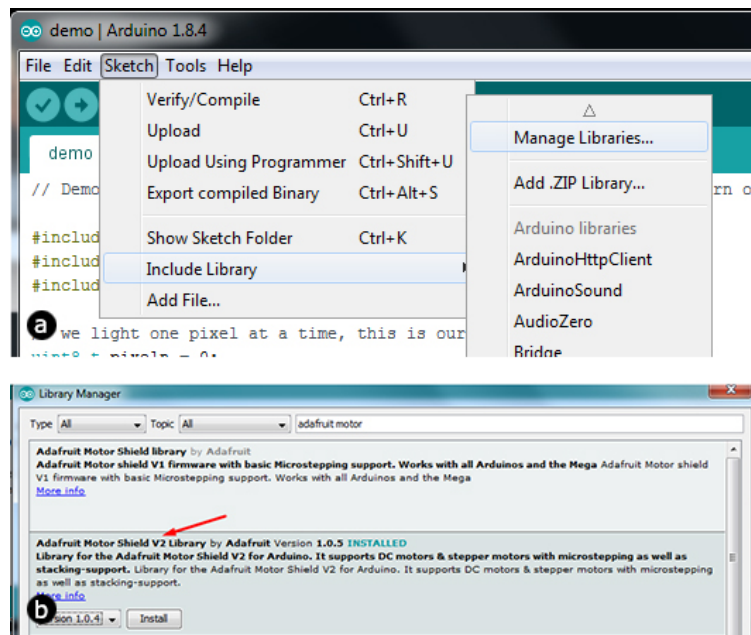 demo | Arduino 1.8.4
File Edit Sketch Tools Help
Verify/Compile Ctrl+R
Upload Ctrl+U
Upload Using Programmer Ctrl+Shift+U
Export compiled Binary Ctrl+Alt+S
Show Sketch Folder Ctrl+K
Include Library
Add File...
Manage Libraries...
Add .ZIP Library...
Arduino libraries
ArduinoHttpClient
ArduinoSound
AudioZero
Bridge
demo
// Demo rn o
#includ
#includ
#includ
a we light one pixel at a time, this is our
uint8_t pixeln = 0;
Library Manager
Type All Topic All adafruit motor
Adafruit Motor Shield library by Adafruit
Adafruit Motor shield V1 firmware with basic Microstepping support. Works with all Arduinos and the Mega Adafruit Motor shield
V1 firmware with basic Microstepping support. Works with all Arduinos and the Mega
More info
Adafruit Motor Shield V2 Library by Adafruit Version 1.0.5 INSTALLED
Library for the Adafruit Motor Shield V2 for Arduino. It supports DC motors & stepper motors with microstepping as well as
stacking-support. Library for the Adafruit Motor Shield V2 for Arduino. It supports DC motors & stepper motors with microstepping
as well as stacking-support.
re info
b sion 1.0.4 Install